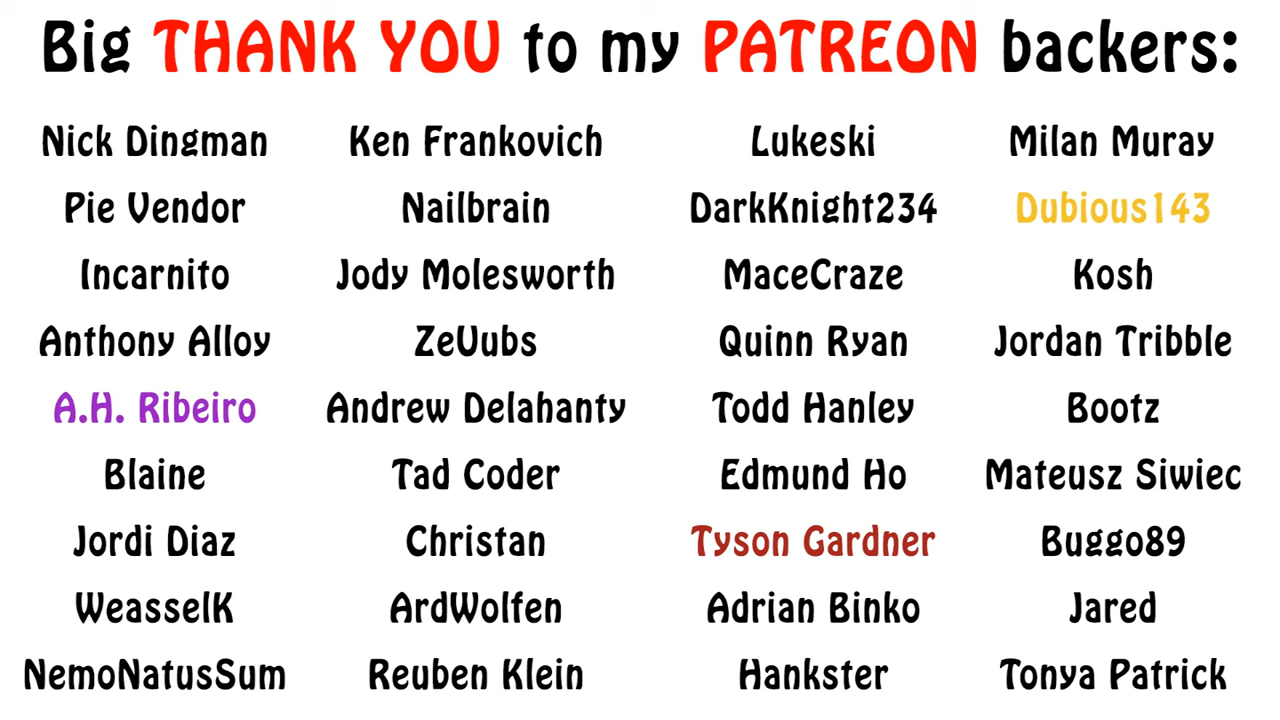 Big THANK YOU to my PATREON backers:
Nick Dingman Ken Frankovich Lukeski Milan Muray
Pie Vendor Nailbrain DarkKnight234 Dubious143
Incarnito Jody Molesworth MaceCraze Kosh
Anthony Alloy ZeUubs Quinn Ryan Jordan Tribble
A.H. Ribeiro Andrew Delahanty Todd Hanley Bootz
Blaine Tad Coder Edmund Ho Mateusz Siwiec
Jordi Diaz Christan Tyson Gardner Buggo89
WeasselK ArdWolfen Adrian Binko Jared
NemoNatusSum Reuben Klein Hankster Tonya Patrick